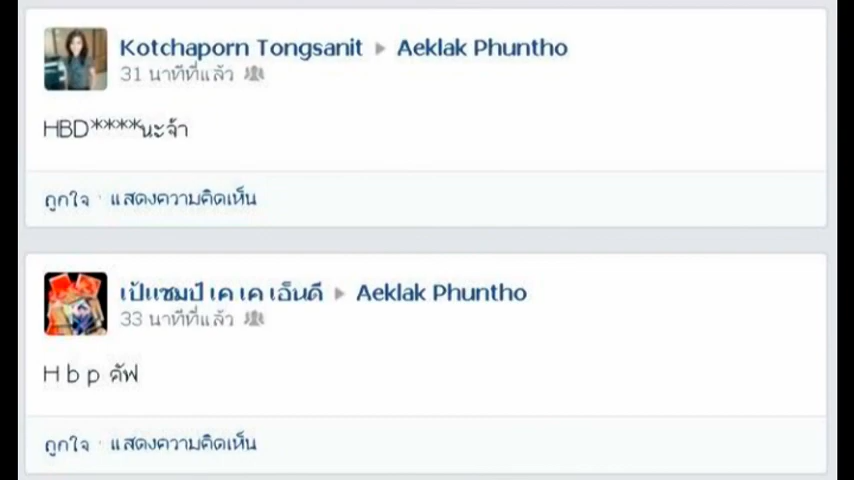 Kotchaporn Tongsanit ▸ Aeklak Phuntho
31 นาทีที่แล้ว
HBD****นะจ้า
ถูกใจ · แสดงความคิดเห็น
เป้แชมป์ เค เค เอ็นดี ▸ Aeklak Phuntho
33 นาทีที่แล้ว
H b p คัฟ
ถูกใจ · แสดงความคิดเห็น